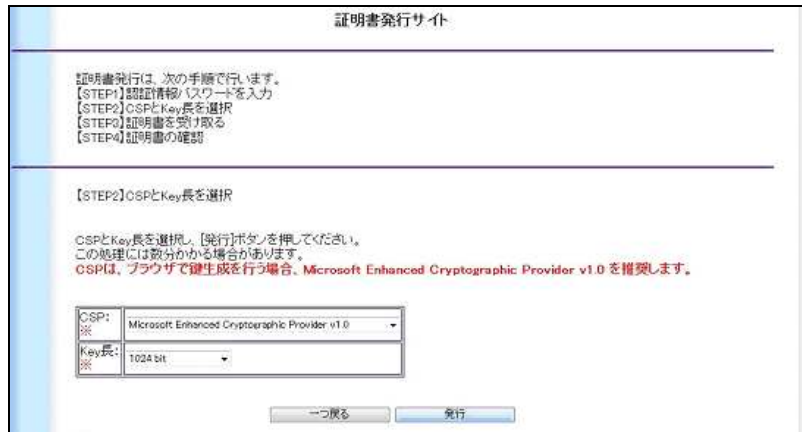 証明書発行サイト
証明書発行は、次の手順で行います。
【STEP1】認証情報パスワードを入力
【STEP2】CSPとKey長を選択
【STEP3】証明書を受け取る
【STEP4】証明書の確認
【STEP2】CSPとKey長を選択
CSPとKey長を選択し、[発行]ボタンを押してください。
この処理には数分かかる場合があります。
CSPは、ブラウザで鍵生成を行う場合、Microsoft Enhanced Cryptographic Provider v1.0 を推奨します。
CSP:
※
Microsoft Enhanced Cryptographic Provider v1.0
Key長:
※
1024 bit
一つ戻る 発行